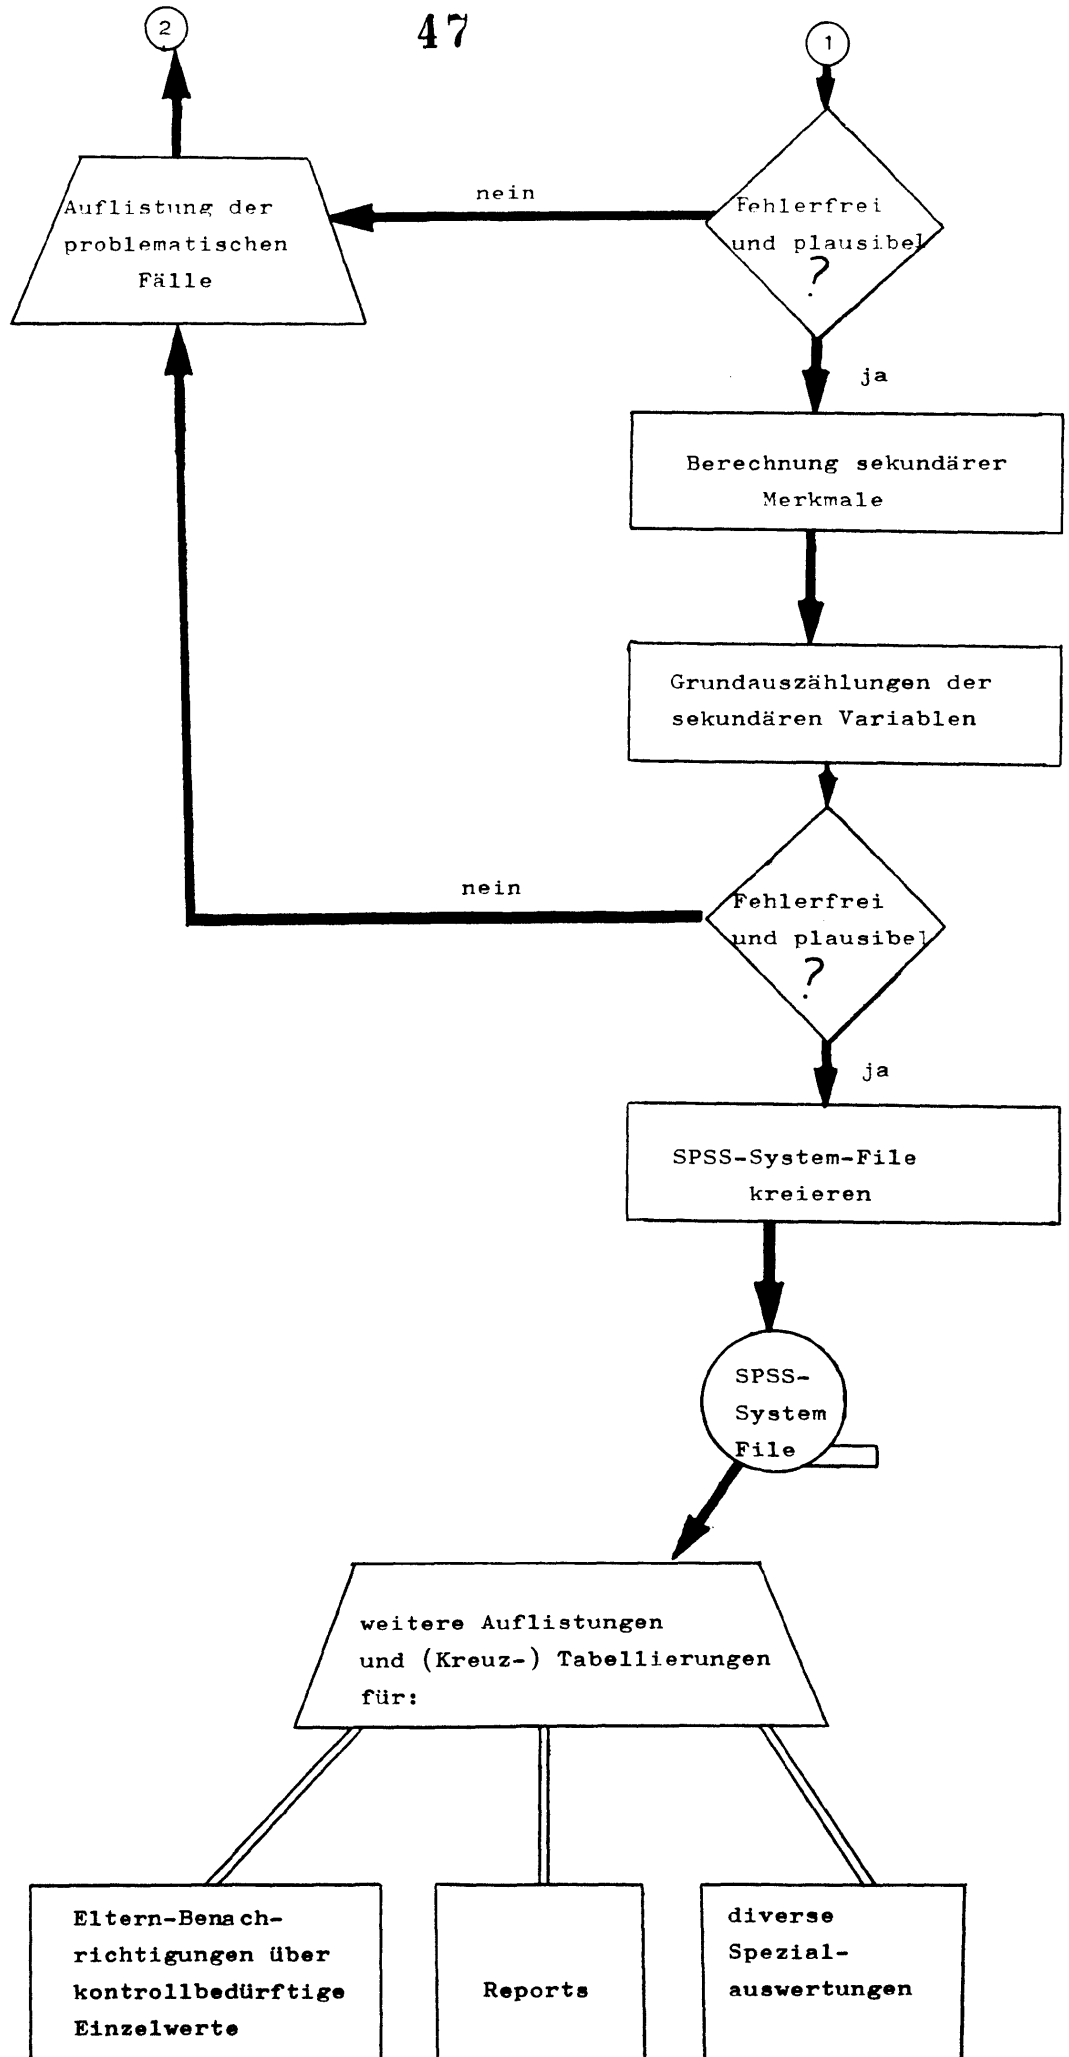 2
47
1
Auflistung der
problematischen
Fälle
nein
Fehlerfrei
und plausibel
?
ja
Berechnung sekundärer
Merkmale
Grundauszählungen der
sekundären Variablen
nein
Fehlerfrei
und plausibel
?
ja
SPSS-System-File
kreieren
SPSS-
System
File
weitere Auflistungen
und (Kreuz-) Tabellierungen
für:
Eltern-Benach-
richtigungen über
kontrollbedürftige
Einzelwerte
Reports
diverse
Spezial-
auswertungen